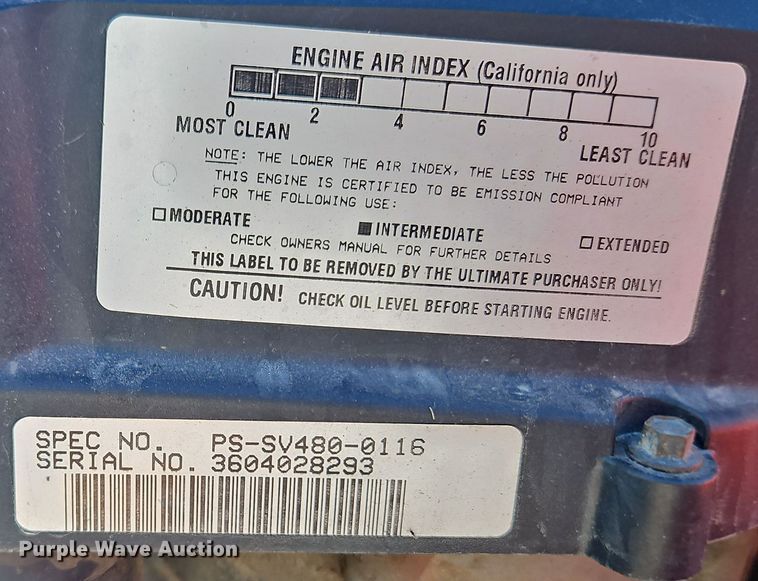 ENGINE AIR INDEX (California only)
0 2 4 6 8 10
MOST CLEAN LEAST CLEAN
NOTE: THE LOWER THE AIR INDEX, THE LESS THE POLLUTION
THIS ENGINE IS CERTIFIED TO BE EMISSION COMPLIANT
FOR THE FOLLOWING USE:
MODERATE INTERMEDIATE EXTENDED
CHECK OWNERS MANUAL FOR FURTHER DETAILS
THIS LABEL TO BE REMOVED BY THE ULTIMATE PURCHASER ONLY!
CAUTION! CHECK OIL LEVEL BEFORE STARTING ENGINE.
SPEC NO. PS-SV480-0116
SERIAL NO. 3604028293
Purple Wave Auction